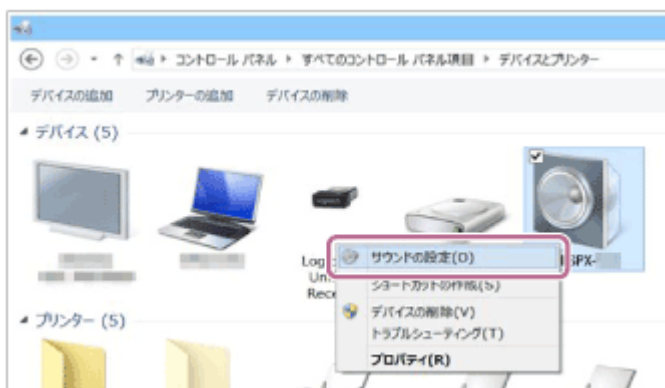 コントロール パネル ▸ すべてのコントロール パネル項目 ▸ デバイスとプリンター
デバイスの追加 プリンターの追加 デバイスの削除
デバイス (5)
サウンドの設定(O)
SPX-
ショートカットの作成(S)
Rece
デバイスの削除(V)
トラブルシューティング(T)
プロパティ(R)
プリンター (5)